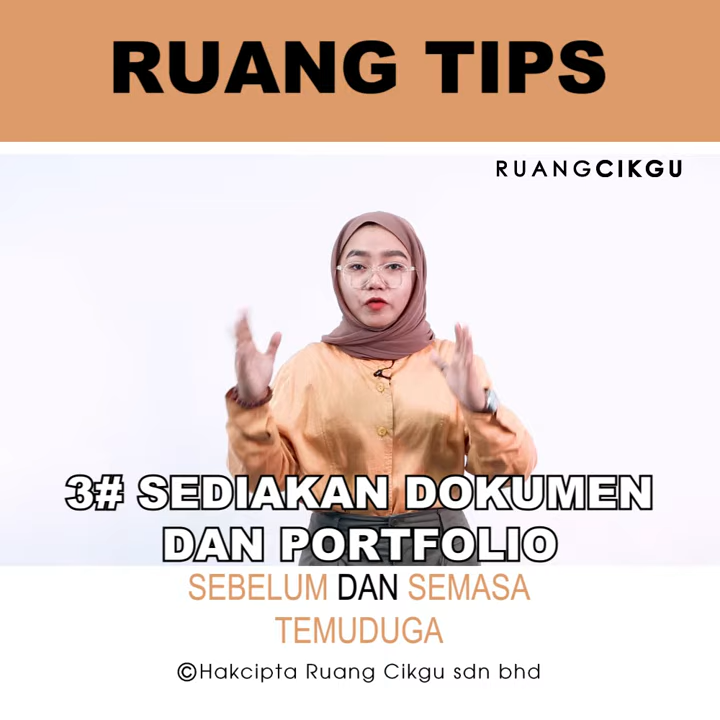 RUANG TIPS
RUANGCIKGU
3# SEDIAKAN DOKUMEN
DAN PORTFOLIO
SEBELUM DAN SEMASA
TEMUDUGA
©Hakcipta Ruang Cikgu sdn bhd